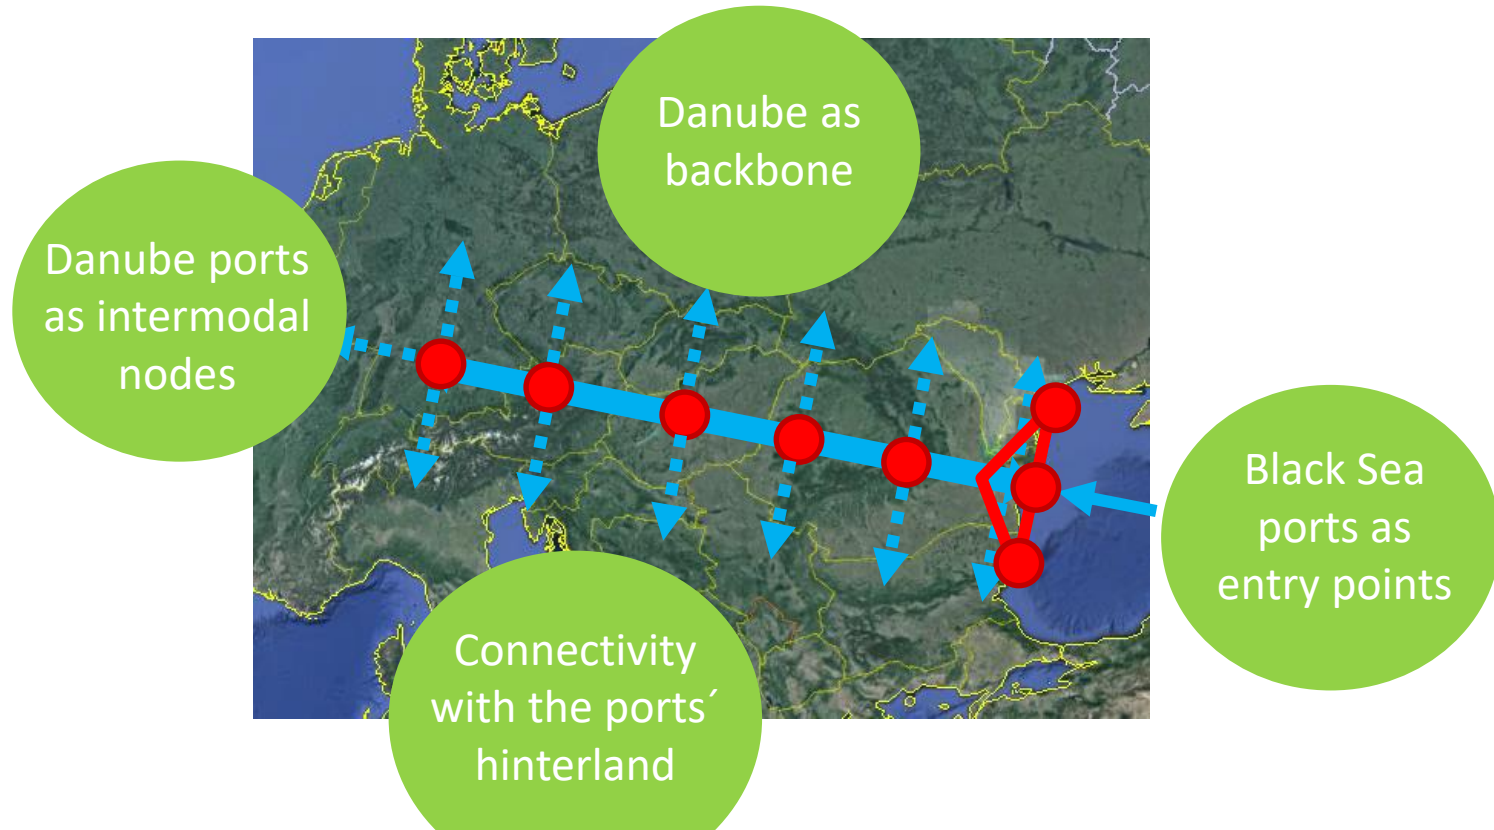 Danube as
backbone
Danube ports
as intermodal
nodes
Black Sea
ports as
entry points
Connectivity
with the ports´
hinterland